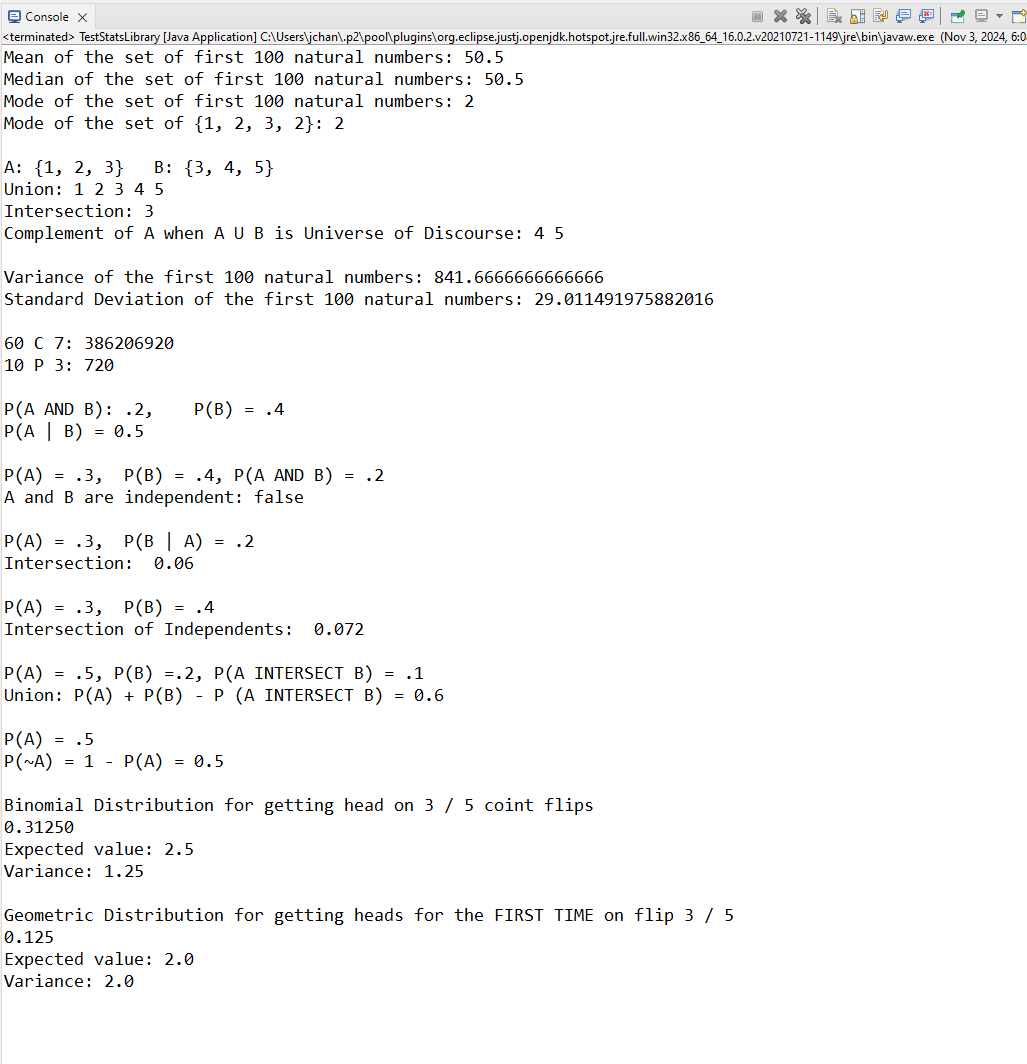 Console
<terminated> TestStatsLibrary [Java Application] C:\Users\jchan\.p2\pool\plugins\org.eclipse.justj.openjdk.hotspot.jre.full.win32.x86_64_16.0.2.v20210721-1149\jre\bin\javaw.exe (Nov 3, 2024, 6:0
Mean of the set of first 100 natural numbers: 50.5
Median of the set of first 100 natural numbers: 50.5
Mode of the set of first 100 natural numbers: 2
Mode of the set of {1, 2, 3, 2}: 2

A: {1, 2, 3}   B: {3, 4, 5}
Union: 1 2 3 4 5
Intersection: 3
Complement of A when A U B is Universe of Discourse: 4 5

Variance of the first 100 natural numbers: 841.6666666666666
Standard Deviation of the first 100 natural numbers: 29.011491975882016

60 C 7: 386206920
10 P 3: 720

P(A AND B): .2,    P(B) = .4
P(A | B) = 0.5

P(A) = .3,  P(B) = .4, P(A AND B) = .2
A and B are independent: false

P(A) = .3,  P(B | A) = .2
Intersection:  0.06

P(A) = .3,  P(B) = .4
Intersection of Independents:  0.072

P(A) = .5, P(B) =.2, P(A INTERSECT B) = .1
Union: P(A) + P(B) - P (A INTERSECT B) = 0.6

P(A) = .5
P(~A) = 1 - P(A) = 0.5

Binomial Distribution for getting head on 3 / 5 coint flips
0.31250
Expected value: 2.5
Variance: 1.25

Geometric Distribution for getting heads for the FIRST TIME on flip 3 / 5
0.125
Expected value: 2.0
Variance: 2.0